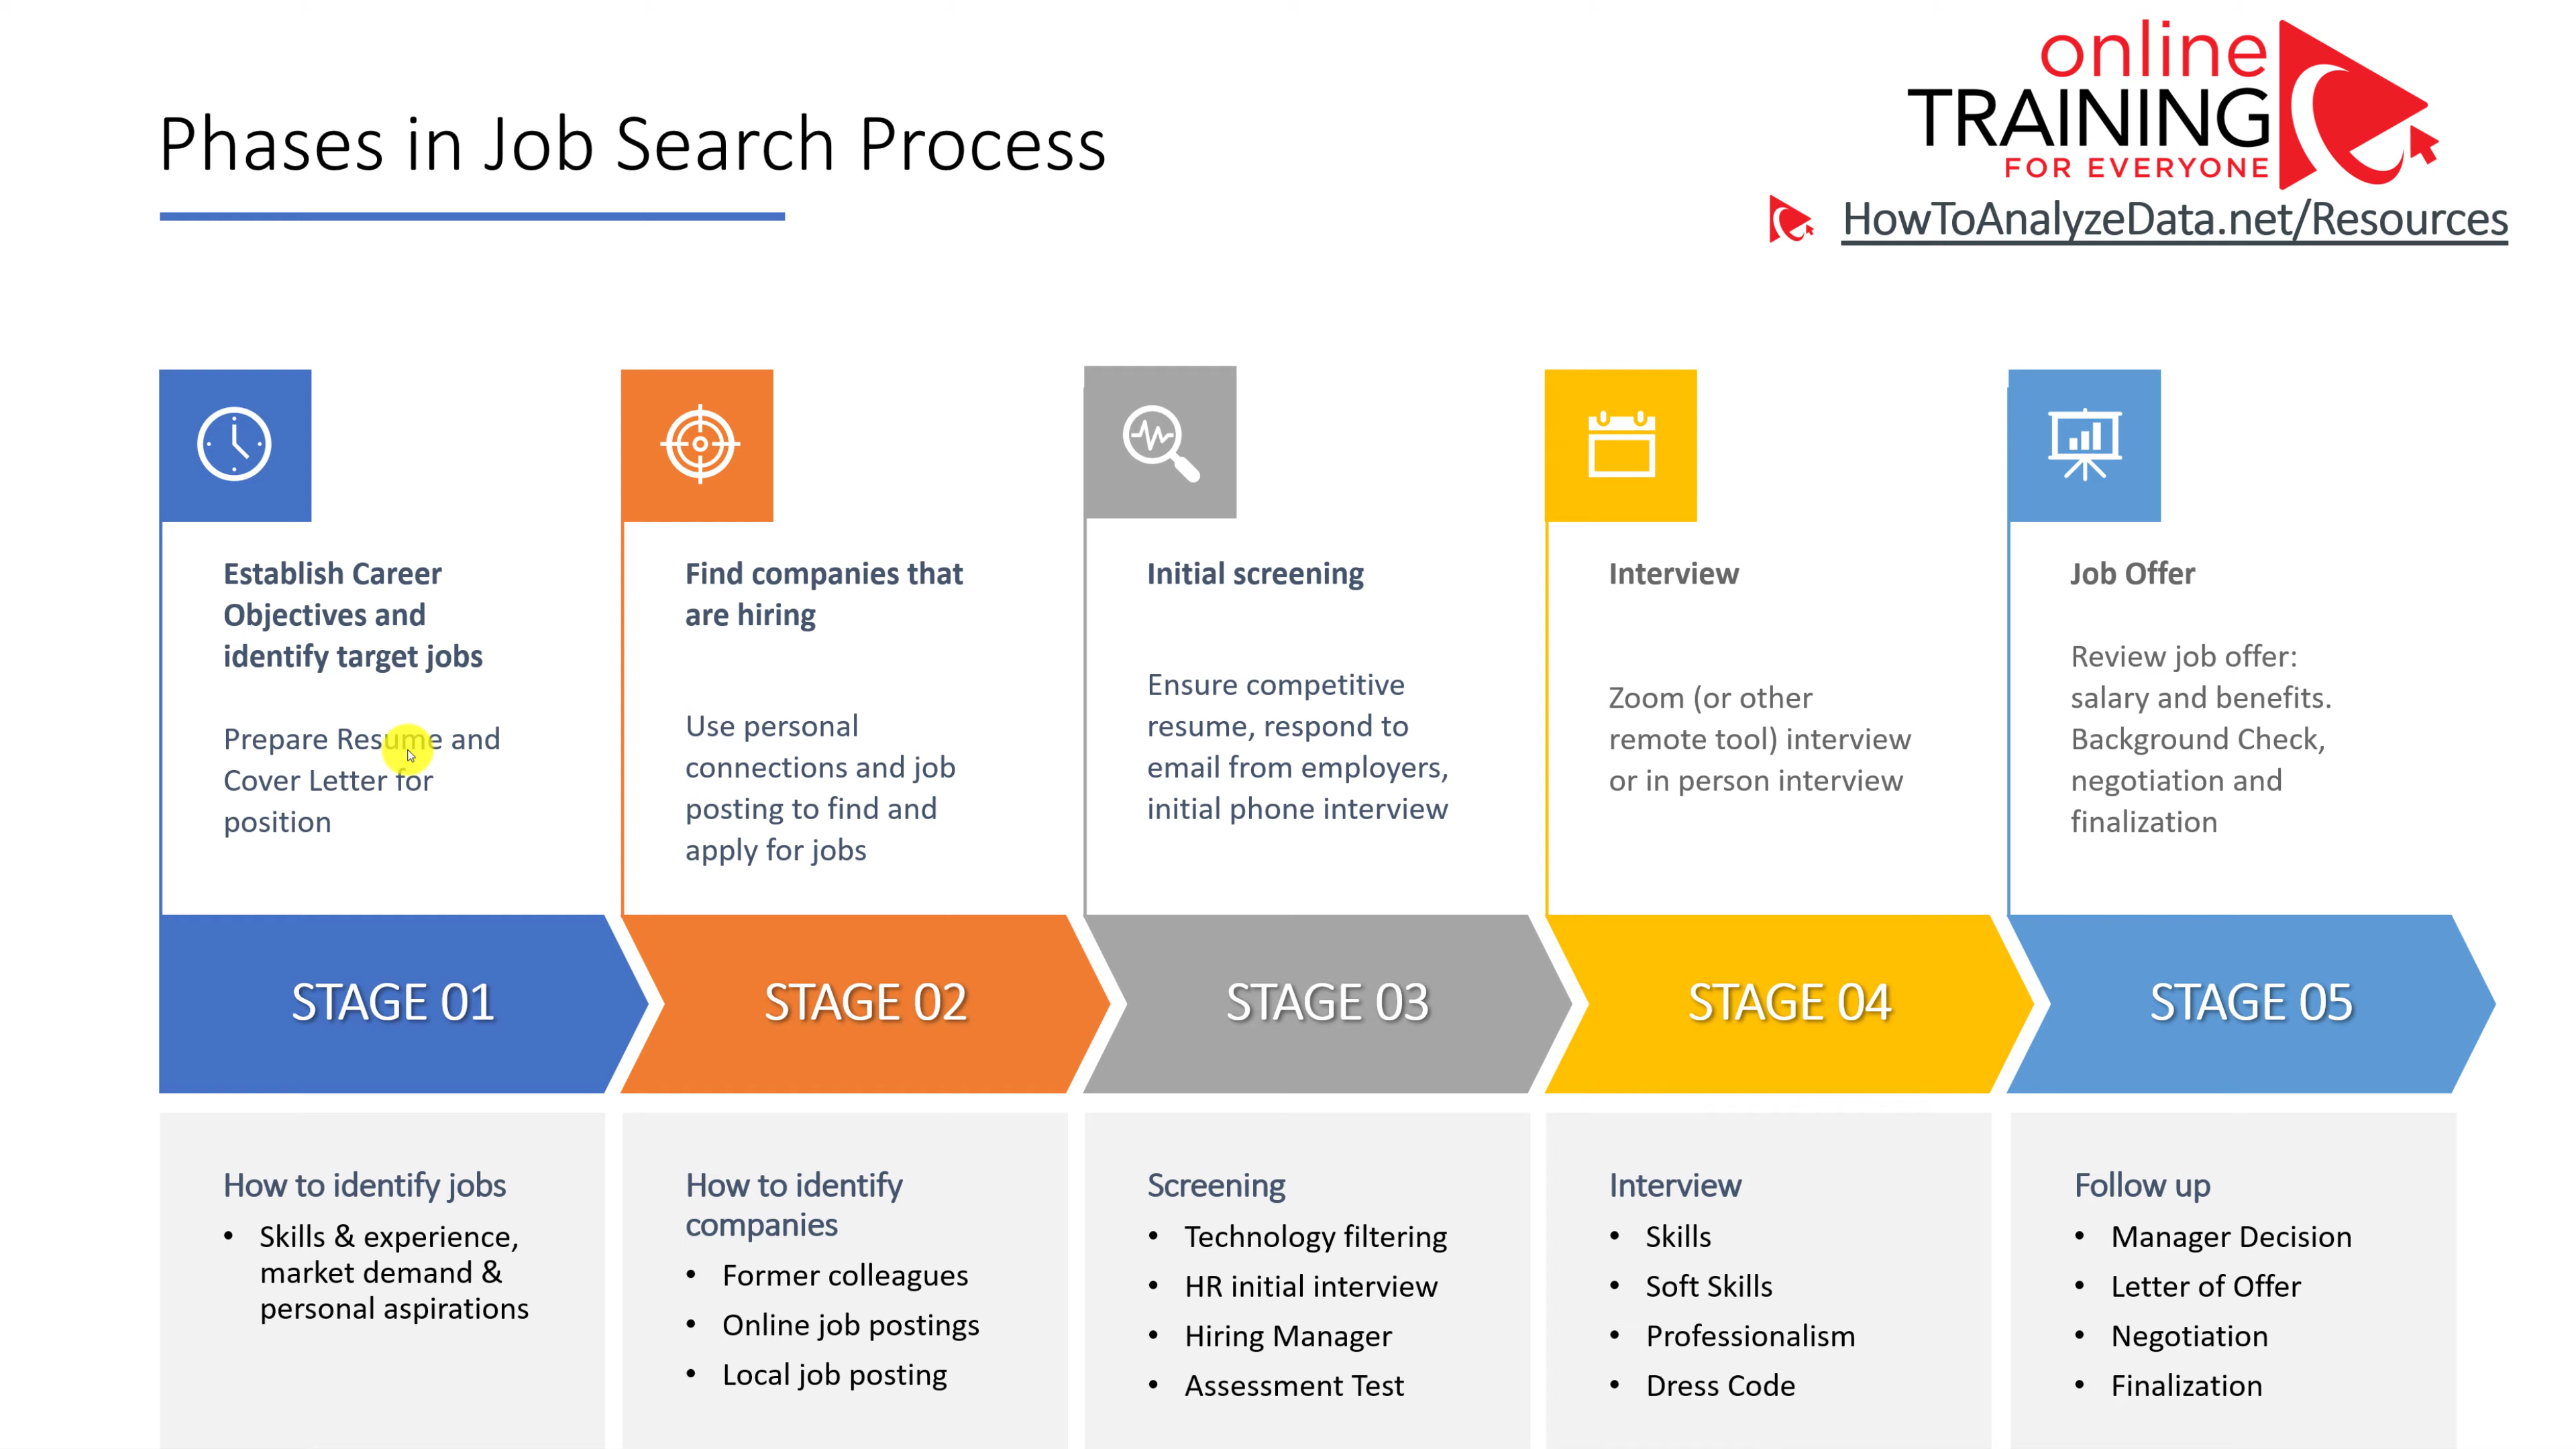 Phases in Job Search Process
online
TRAINING
FOR EVERYONE
HowToAnalyzeData.net/Resources
Establish Career
Objectives and
identify target jobs
Prepare Resume and
Cover Letter for
position
Find companies that
are hiring
Use personal
connections and job
posting to find and
apply for jobs
Initial screening
Ensure competitive
resume, respond to
email from employers,
initial phone interview
Interview
Zoom (or other
remote tool) interview
or in person interview
Job Offer
Review job offer:
salary and benefits.
Background Check,
negotiation and
finalization
STAGE 01
STAGE 02
STAGE 03
STAGE 04
STAGE 05
How to identify jobs
• Skills & experience,
market demand &
personal aspirations
How to identify
companies
• Former colleagues
• Online job postings
• Local job posting
Screening
• Technology filtering
• HR initial interview
• Hiring Manager
• Assessment Test
Interview
• Skills
• Soft Skills
• Professionalism
• Dress Code
Follow up
• Manager Decision
• Letter of Offer
• Negotiation
• Finalization